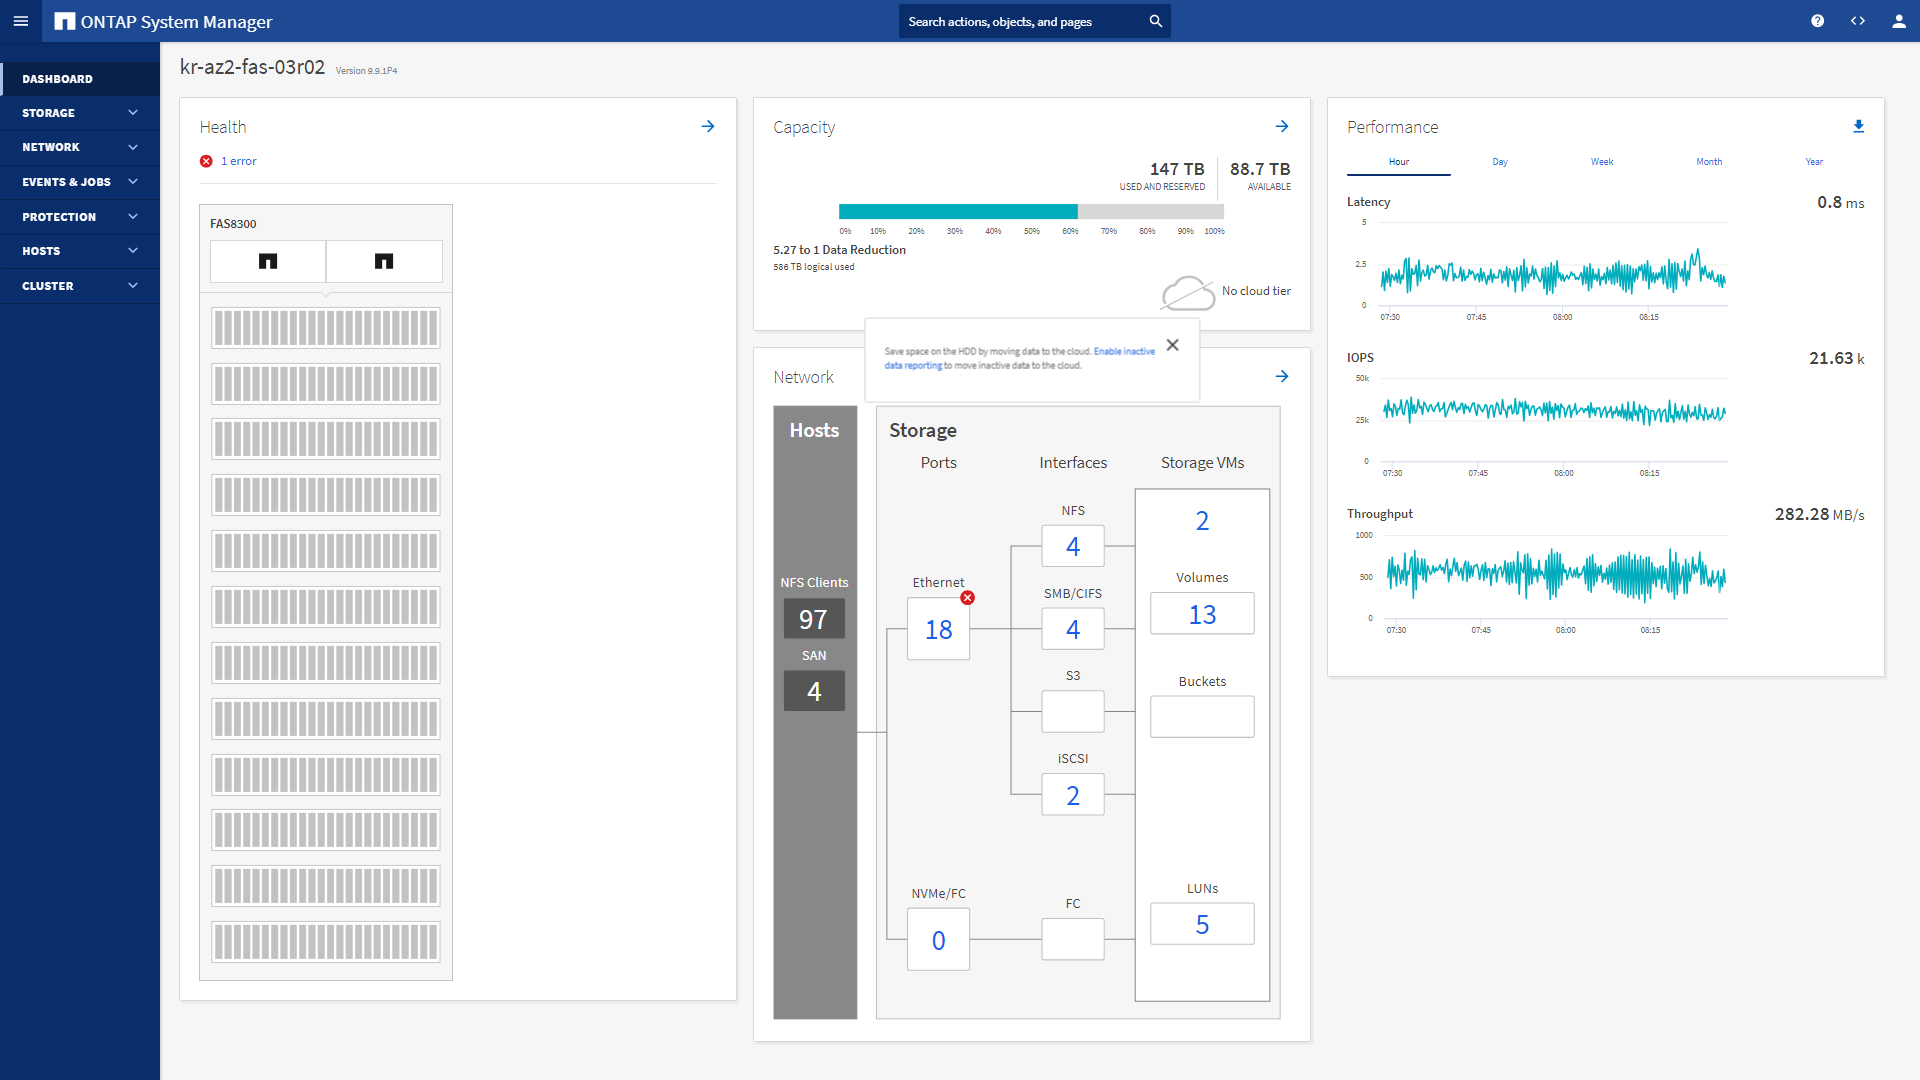 ONTAP System Manager
Search actions, objects, and pages
DASHBOARD
STORAGE
NETWORK
EVENTS & JOBS
PROTECTION
HOSTS
CLUSTER
kr-az2-fas-03r02 Version 9.9.1P4
Health
1 error
FAS8300
Capacity
147 TB
USED AND RESERVED
88.7 TB
AVAILABLE
0% 10% 20% 30% 40% 50% 60% 70% 80% 90% 100%
5.27 to 1 Data Reduction
586 TB logical used
No cloud tier
Save space on the HDD by moving data to the cloud. Enable inactive
data reporting to move inactive data to the cloud.
Network
Hosts
NFS Clients
97
SAN
4
Storage
Ports
Interfaces
Storage VMs
Ethernet
18
NVMe/FC
0
NFS
4
SMB/CIFS
4
S3
iSCSI
2
FC
2
Volumes
13
Buckets
LUNs
5
Performance
Hour Day Week Month Year
Latency
0.8 ms
5
2.5
0
07:30 07:45 08:00 08:15
IOPS
21.63 k
50k
25k
0
07:30 07:45 08:00 08:15
Throughput
282.28 MB/s
1000
500
0
07:30 07:45 08:00 08:15